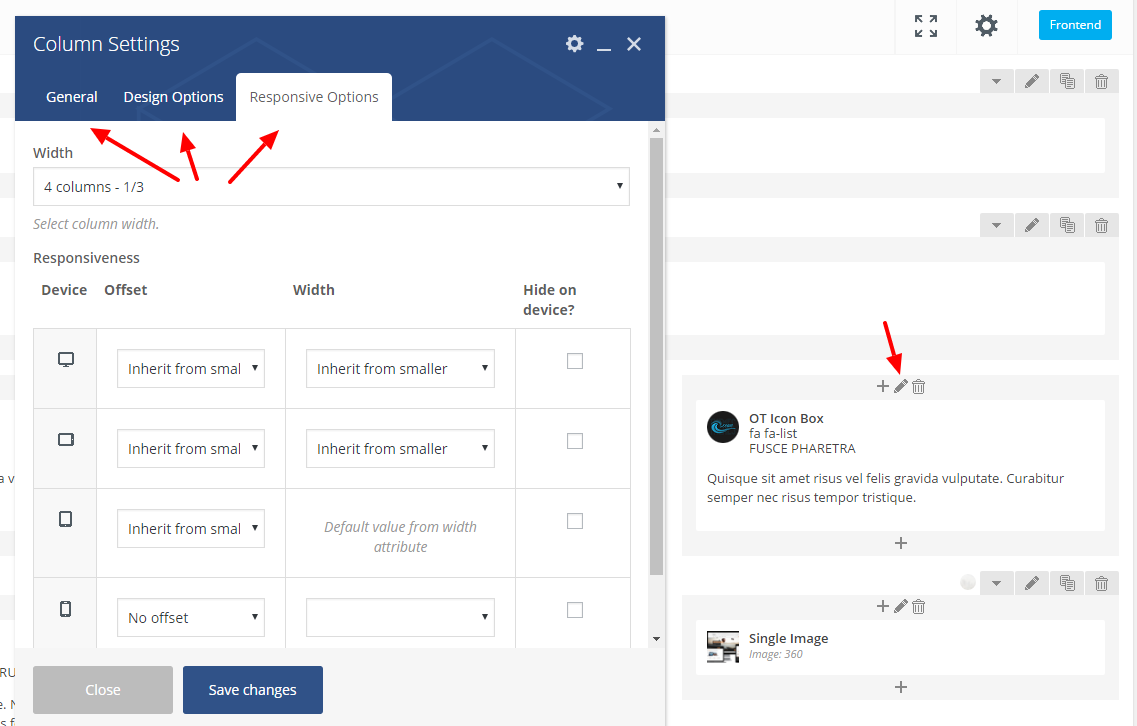 Column Settings
Frontend
General
Design Options
Responsive Options
Width
4 columns - 1/3
Select column width.
Responsiveness
Device
Offset
Width
Hide on
device?
Inherit from smal
Inherit from smaller
Inherit from smal
Inherit from smaller
Inherit from smal
Default value from width
attribute
No offset
Close
Save changes
OT Icon Box
fa fa-list
FUSCE PHARETRA
Quisque sit amet risus vel felis gravida vulputate. Curabitur
semper nec risus tempor tristique.
Single Image
Image: 360
a v
RU
e. N
s f